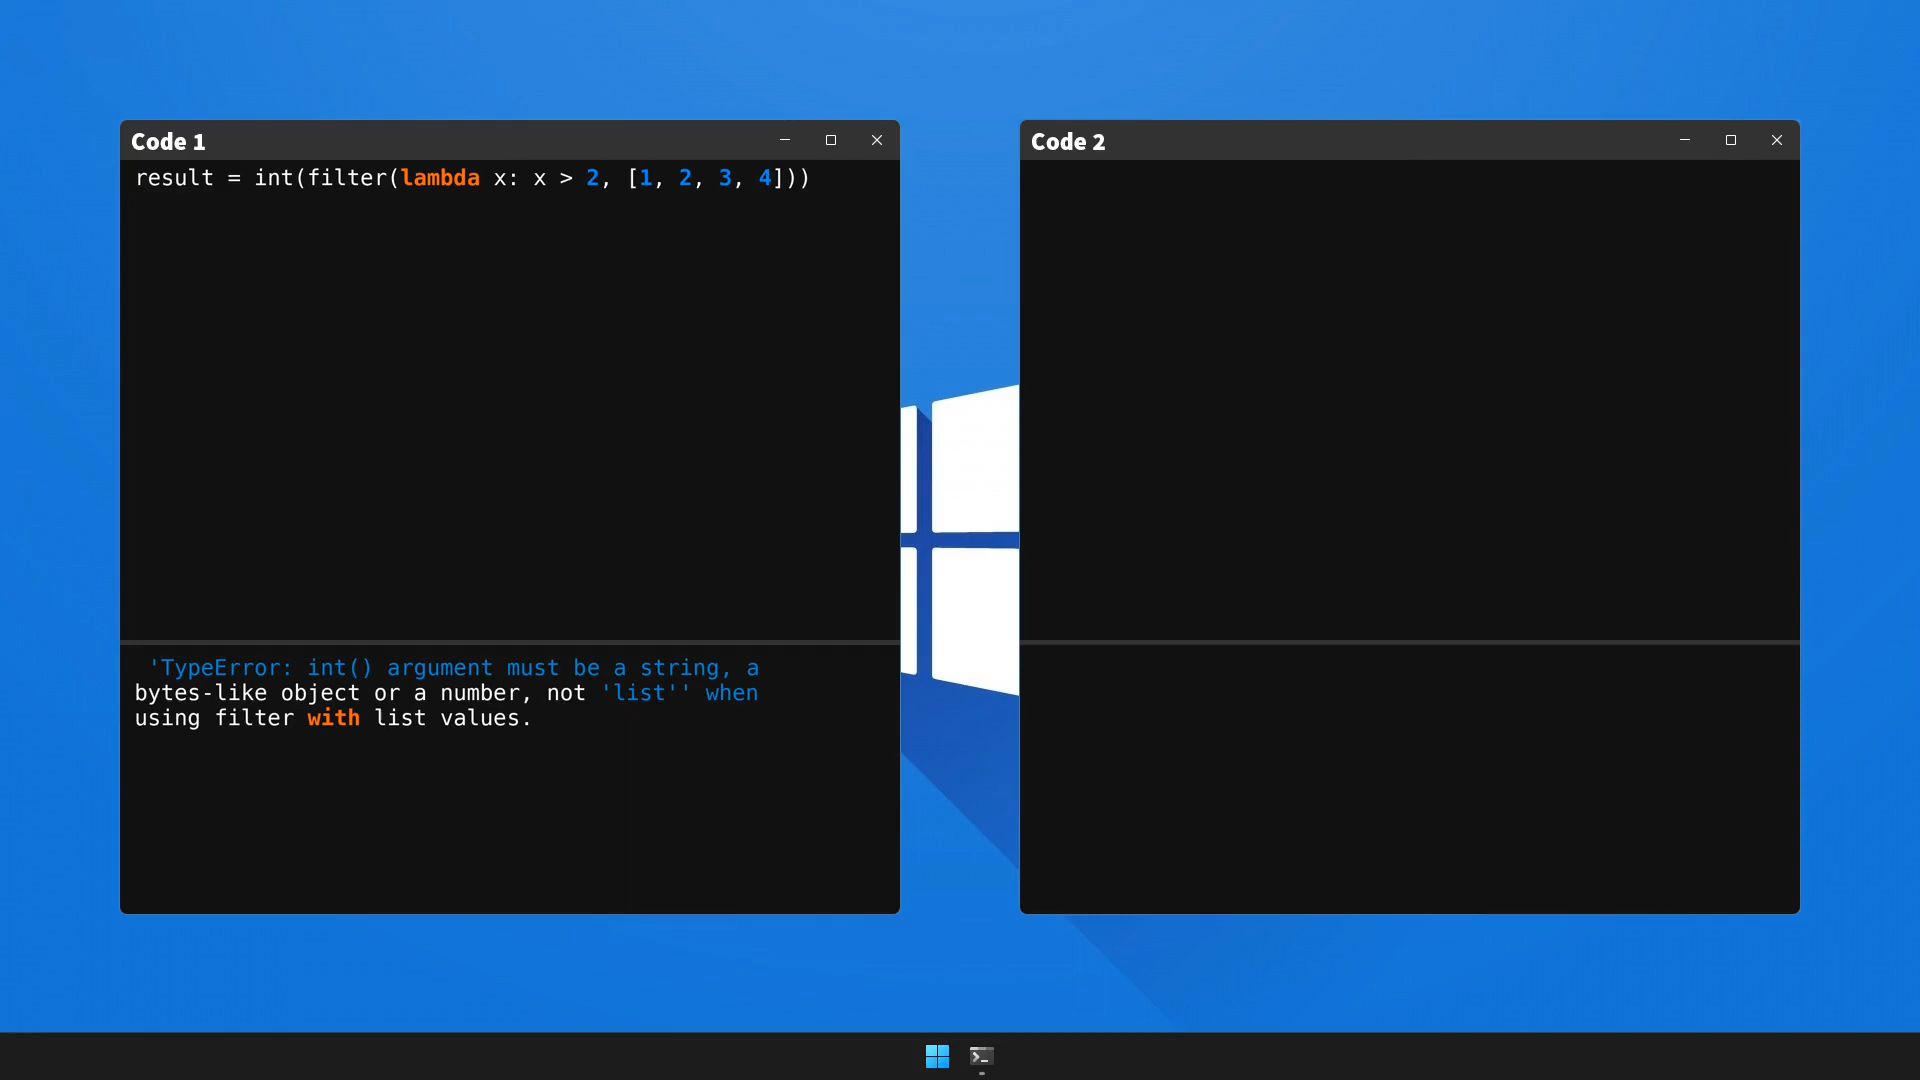 Code 1
result = int(filter(lambda x: x > 2, [1, 2, 3, 4]))
'TypeError: int() argument must be a string, a
bytes-like object or a number, not 'list'' when
using filter with list values.
Code 2